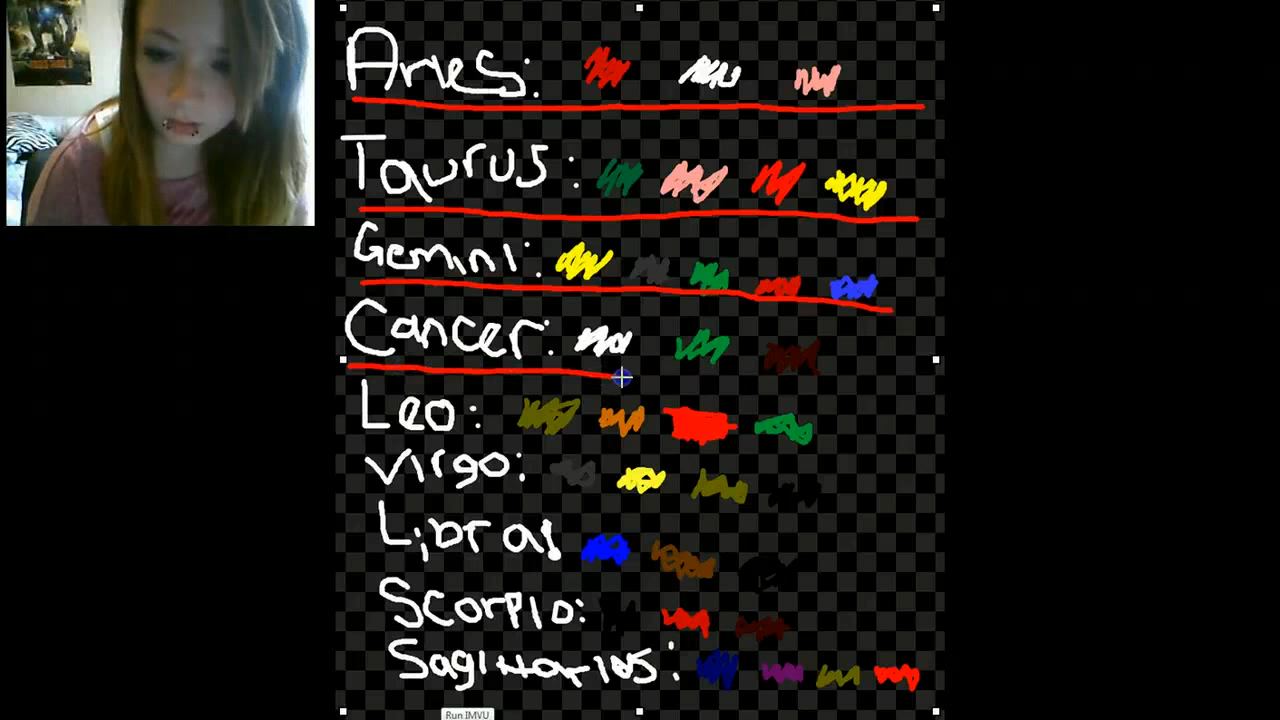 Aries:
Taurus:
Gemini:
Cancer:
Leo:
Virgo:
Libra:
Scorpio:
Sagittarius:
Run IMVU